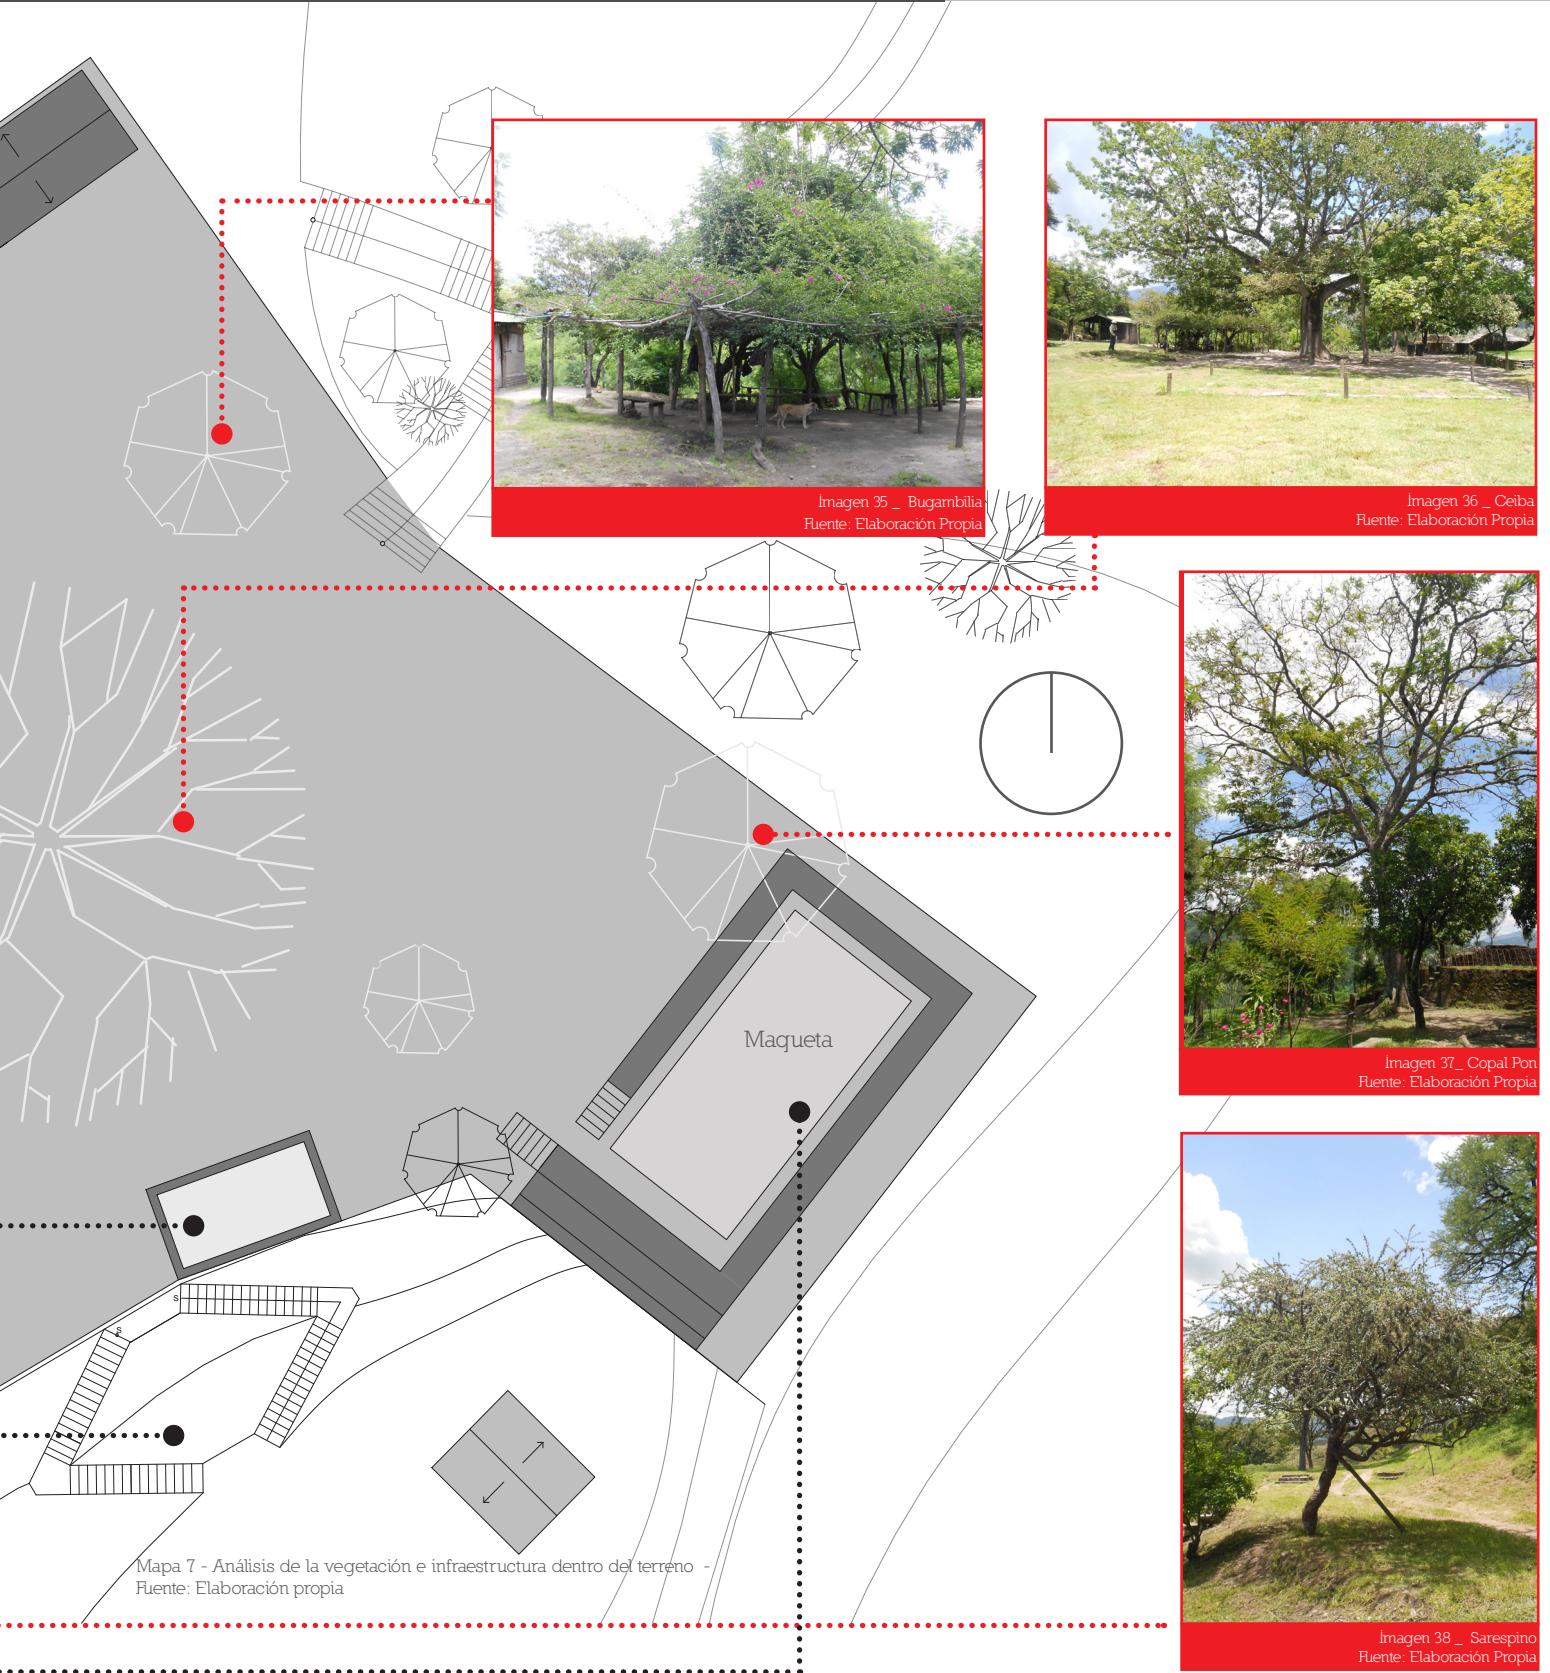 Imagen 35 _ Bugambilia
Fuente: Elaboración Propia
Imagen 36 _ Ceiba
Fuente: Elaboración Propia
Imagen 37_ Copal Pon
Fuente: Elaboración Propia
Maqueta
S
S
Mapa 7 - Análisis de la vegetación e infraestructura dentro del terreno -
Fuente: Elaboración propia
Imagen 38 _ Sarespino
Fuente: Elaboración Propia